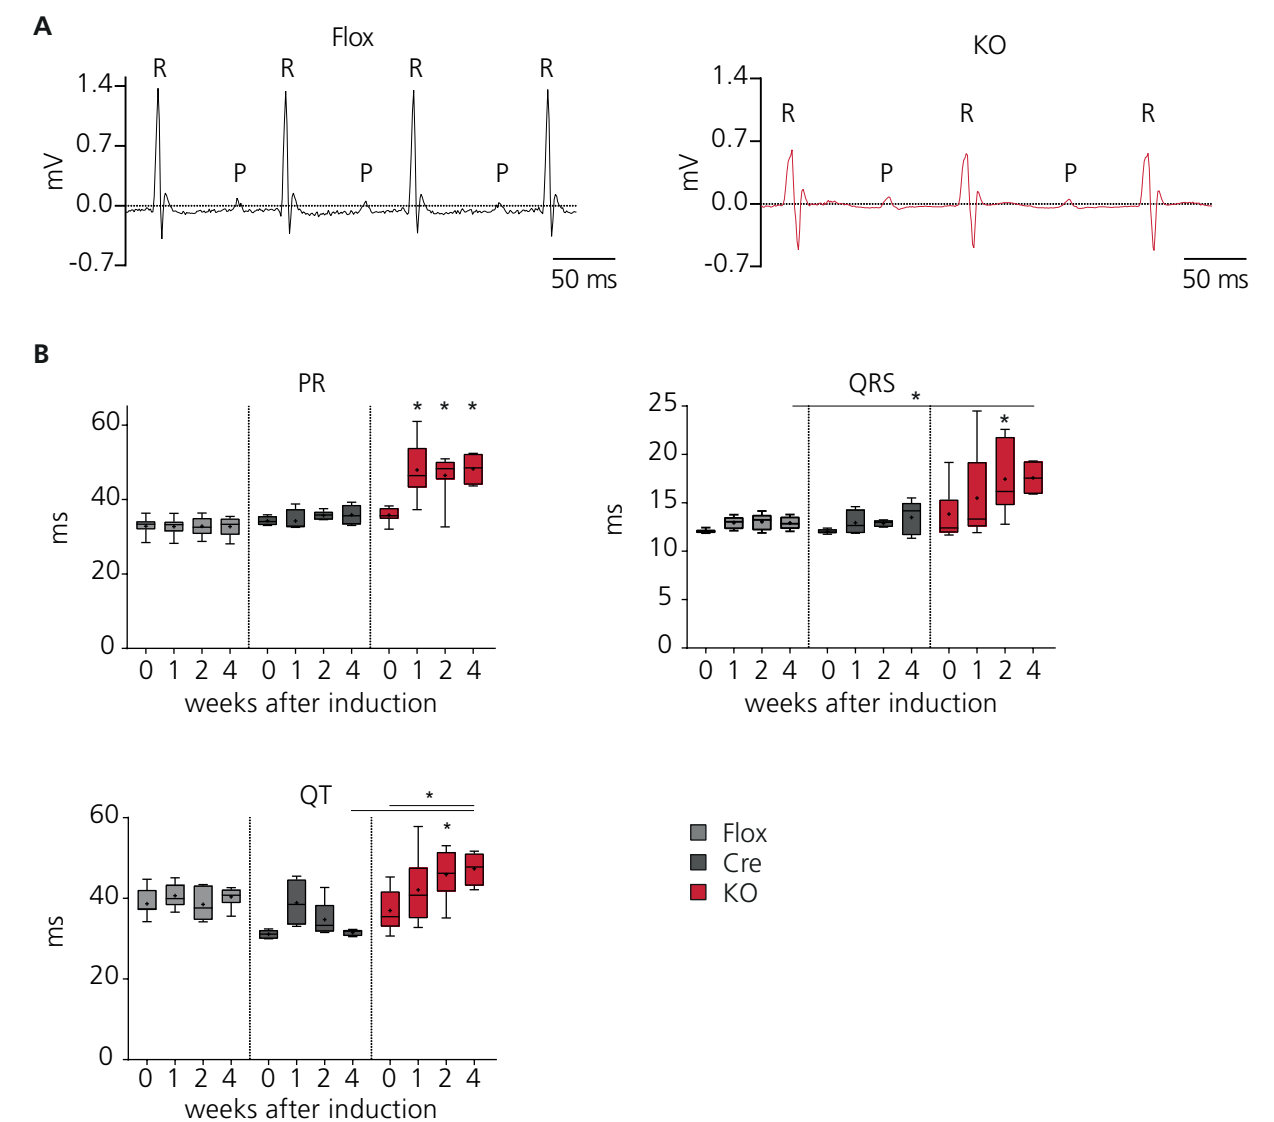 A
Flox
R R R R
1.4
0.7
0.0
-0.7
mV
P P P
50 ms
KO
R R R
1.4
0.7
0.0
-0.7
mV
P P
50 ms
B
PR
* * *
60
40
20
0
ms
0 1 2 4 0 1 2 4 0 1 2 4
weeks after induction
QRS
*
*
25
20
15
10
5
0
ms
0 1 2 4 0 1 2 4 0 1 2 4
weeks after induction
QT
*
*
60
40
20
0
ms
0 1 2 4 0 1 2 4 0 1 2 4
weeks after induction
Flox
Cre
KO